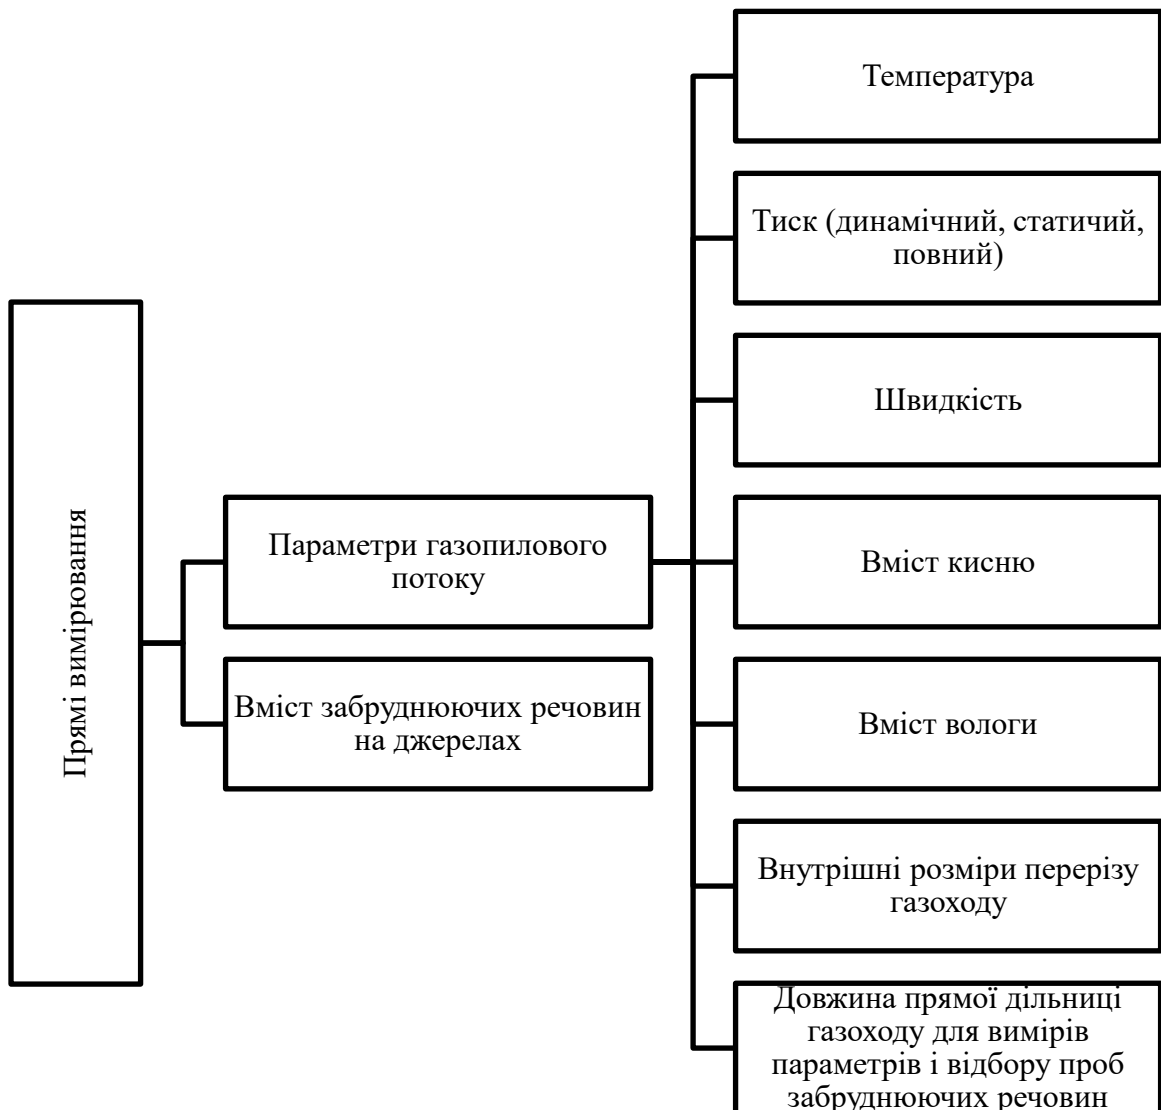 Прямі вимірювання
Параметри газопилового
потоку
Вміст забруднюючих речовин
на джерелах
Температура
Тиск (динамічний, статичий,
повний)
Швидкість
Вміст кисню
Вміст вологи
Внутрішні розміри перерізу
газоходу
Довжина прямої дільниці
газоходу для вимірів
параметрів і відбору проб
забруднюючих речовин